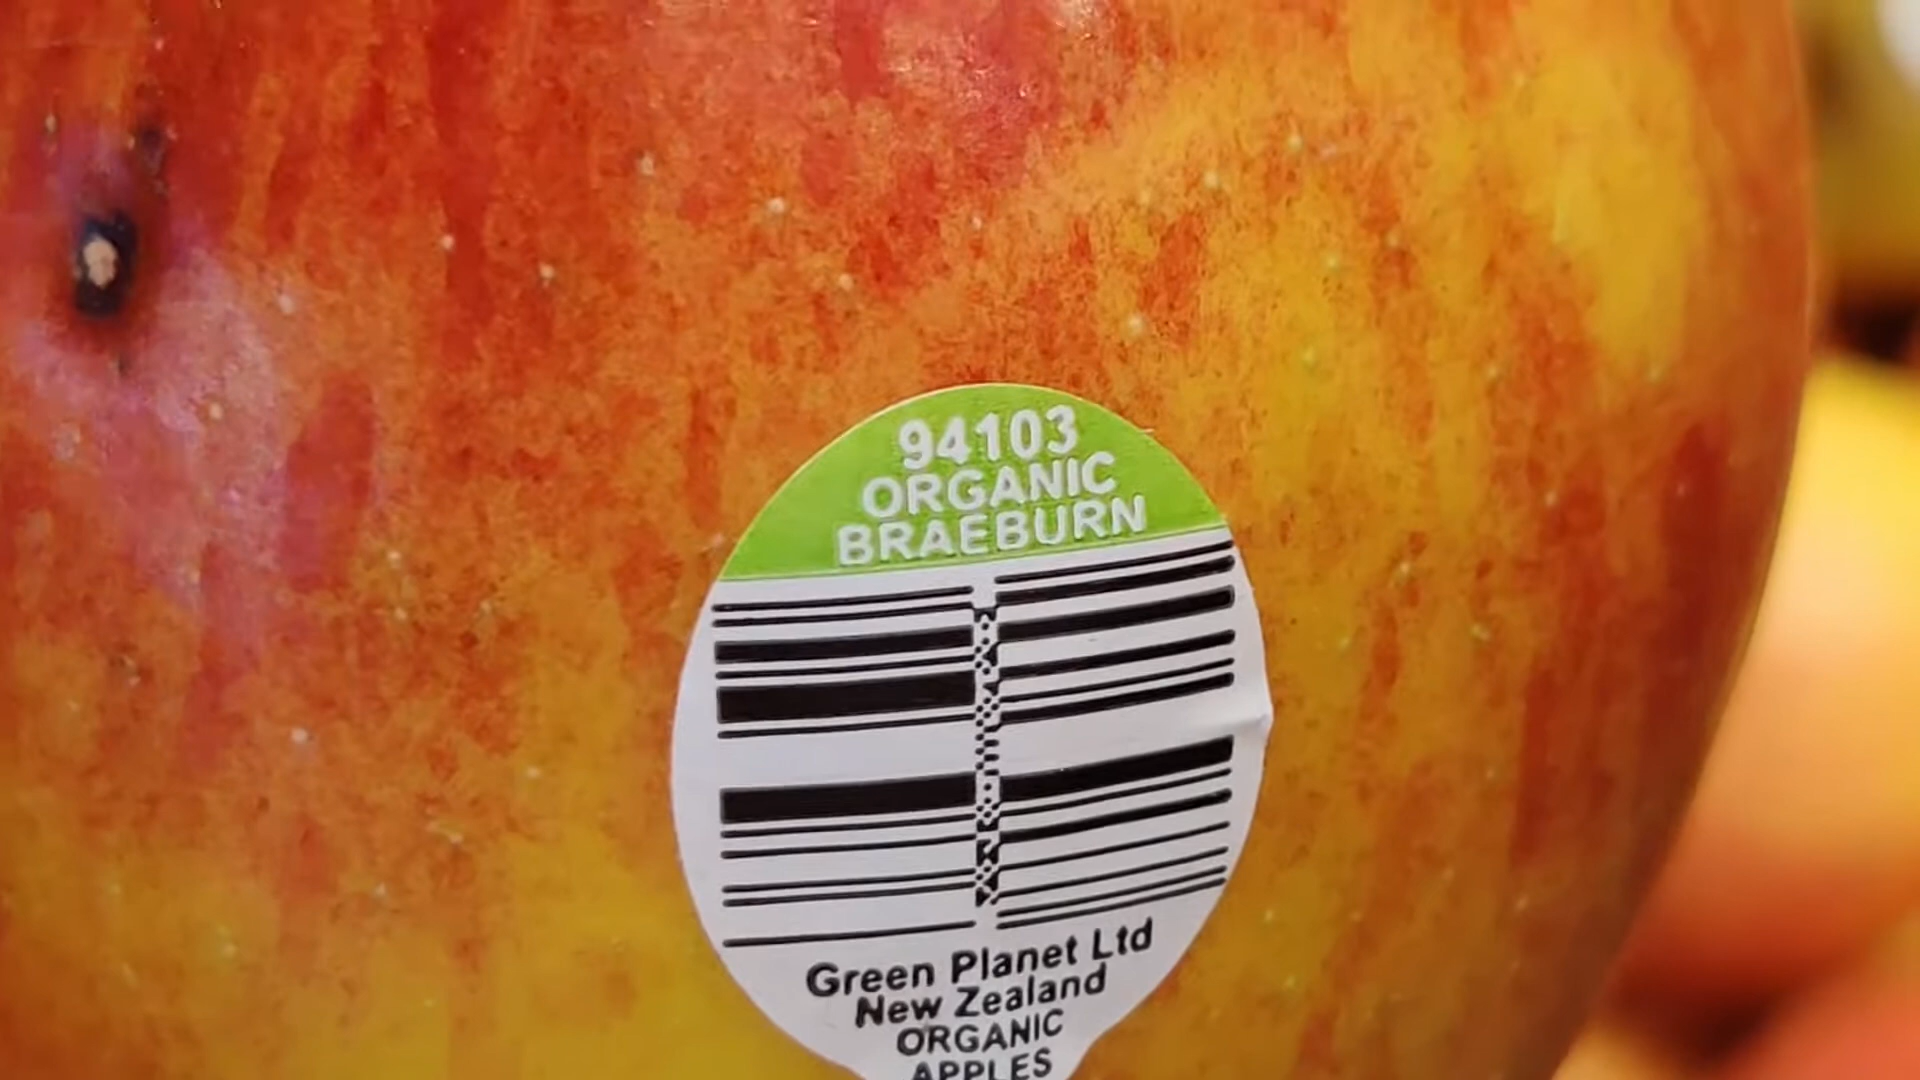 94103
ORGANIC
BRAEBURN
Green Planet Ltd
New Zealand
ORGANIC
APPLES